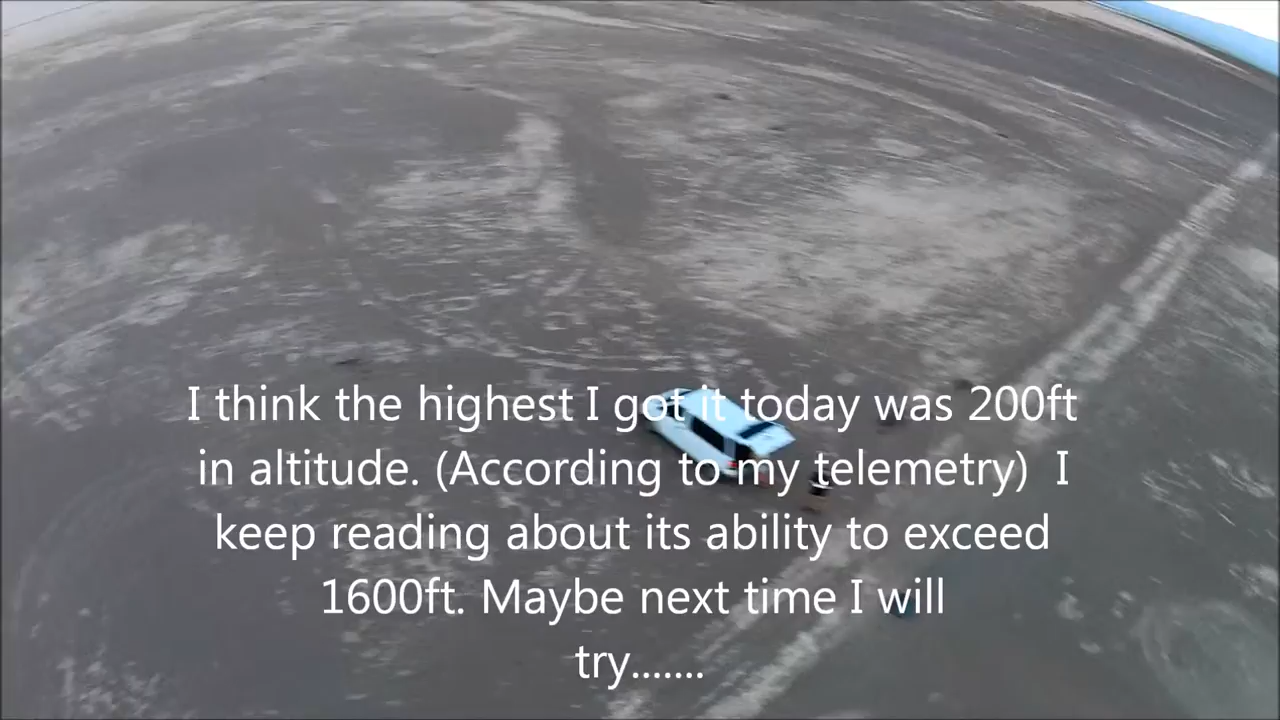 I think the highest I got it today was 200ft
in altitude. (According to my telemetry)  I
keep reading about its ability to exceed
1600ft. Maybe next time I will
try.......